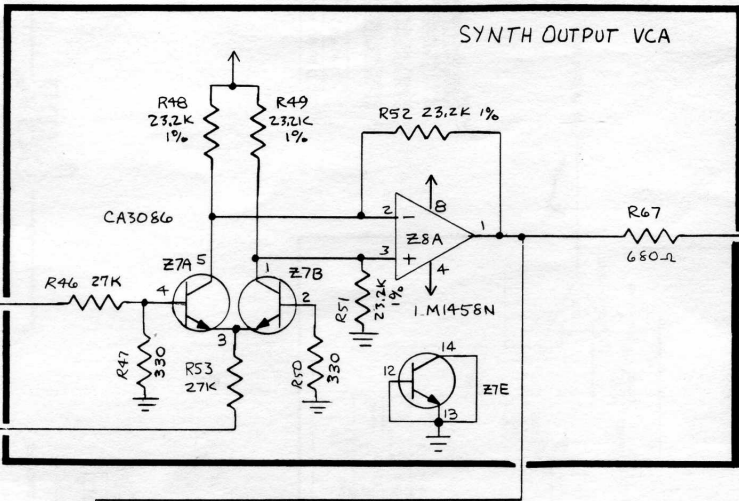 SYNTH OUTPUT VCA
R48
23.2K
1%
R49
23.21K
1%
R52 23.2K 1%
CA3086
2
-
8
Z8A
1
3
+
4
R67
680Ω
LM1458N
Z7A 5
1 Z7B
R46 27K
4
2
3
R47
330
R53
27K
R50
330
R51
23.2K
1%
14
12
Z7E
13